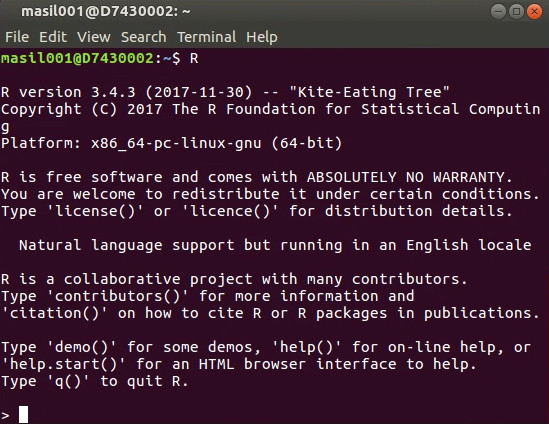 masil001@D7430002: ~
File Edit View Search Terminal Help
masil001@D7430002:~$ R
R version 3.4.3 (2017-11-30) -- "Kite-Eating Tree"
Copyright (C) 2017 The R Foundation for Statistical Computin
g
Platform: x86_64-pc-linux-gnu (64-bit)
R is free software and comes with ABSOLUTELY NO WARRANTY.
You are welcome to redistribute it under certain conditions.
Type 'license()' or 'licence()' for distribution details.
Natural language support but running in an English locale
R is a collaborative project with many contributors.
Type 'contributors()' for more information and
'citation()' on how to cite R or R packages in publications.
Type 'demo()' for some demos, 'help()' for on-line help, or
'help.start()' for an HTML browser interface to help.
Type 'q()' to quit R.
>